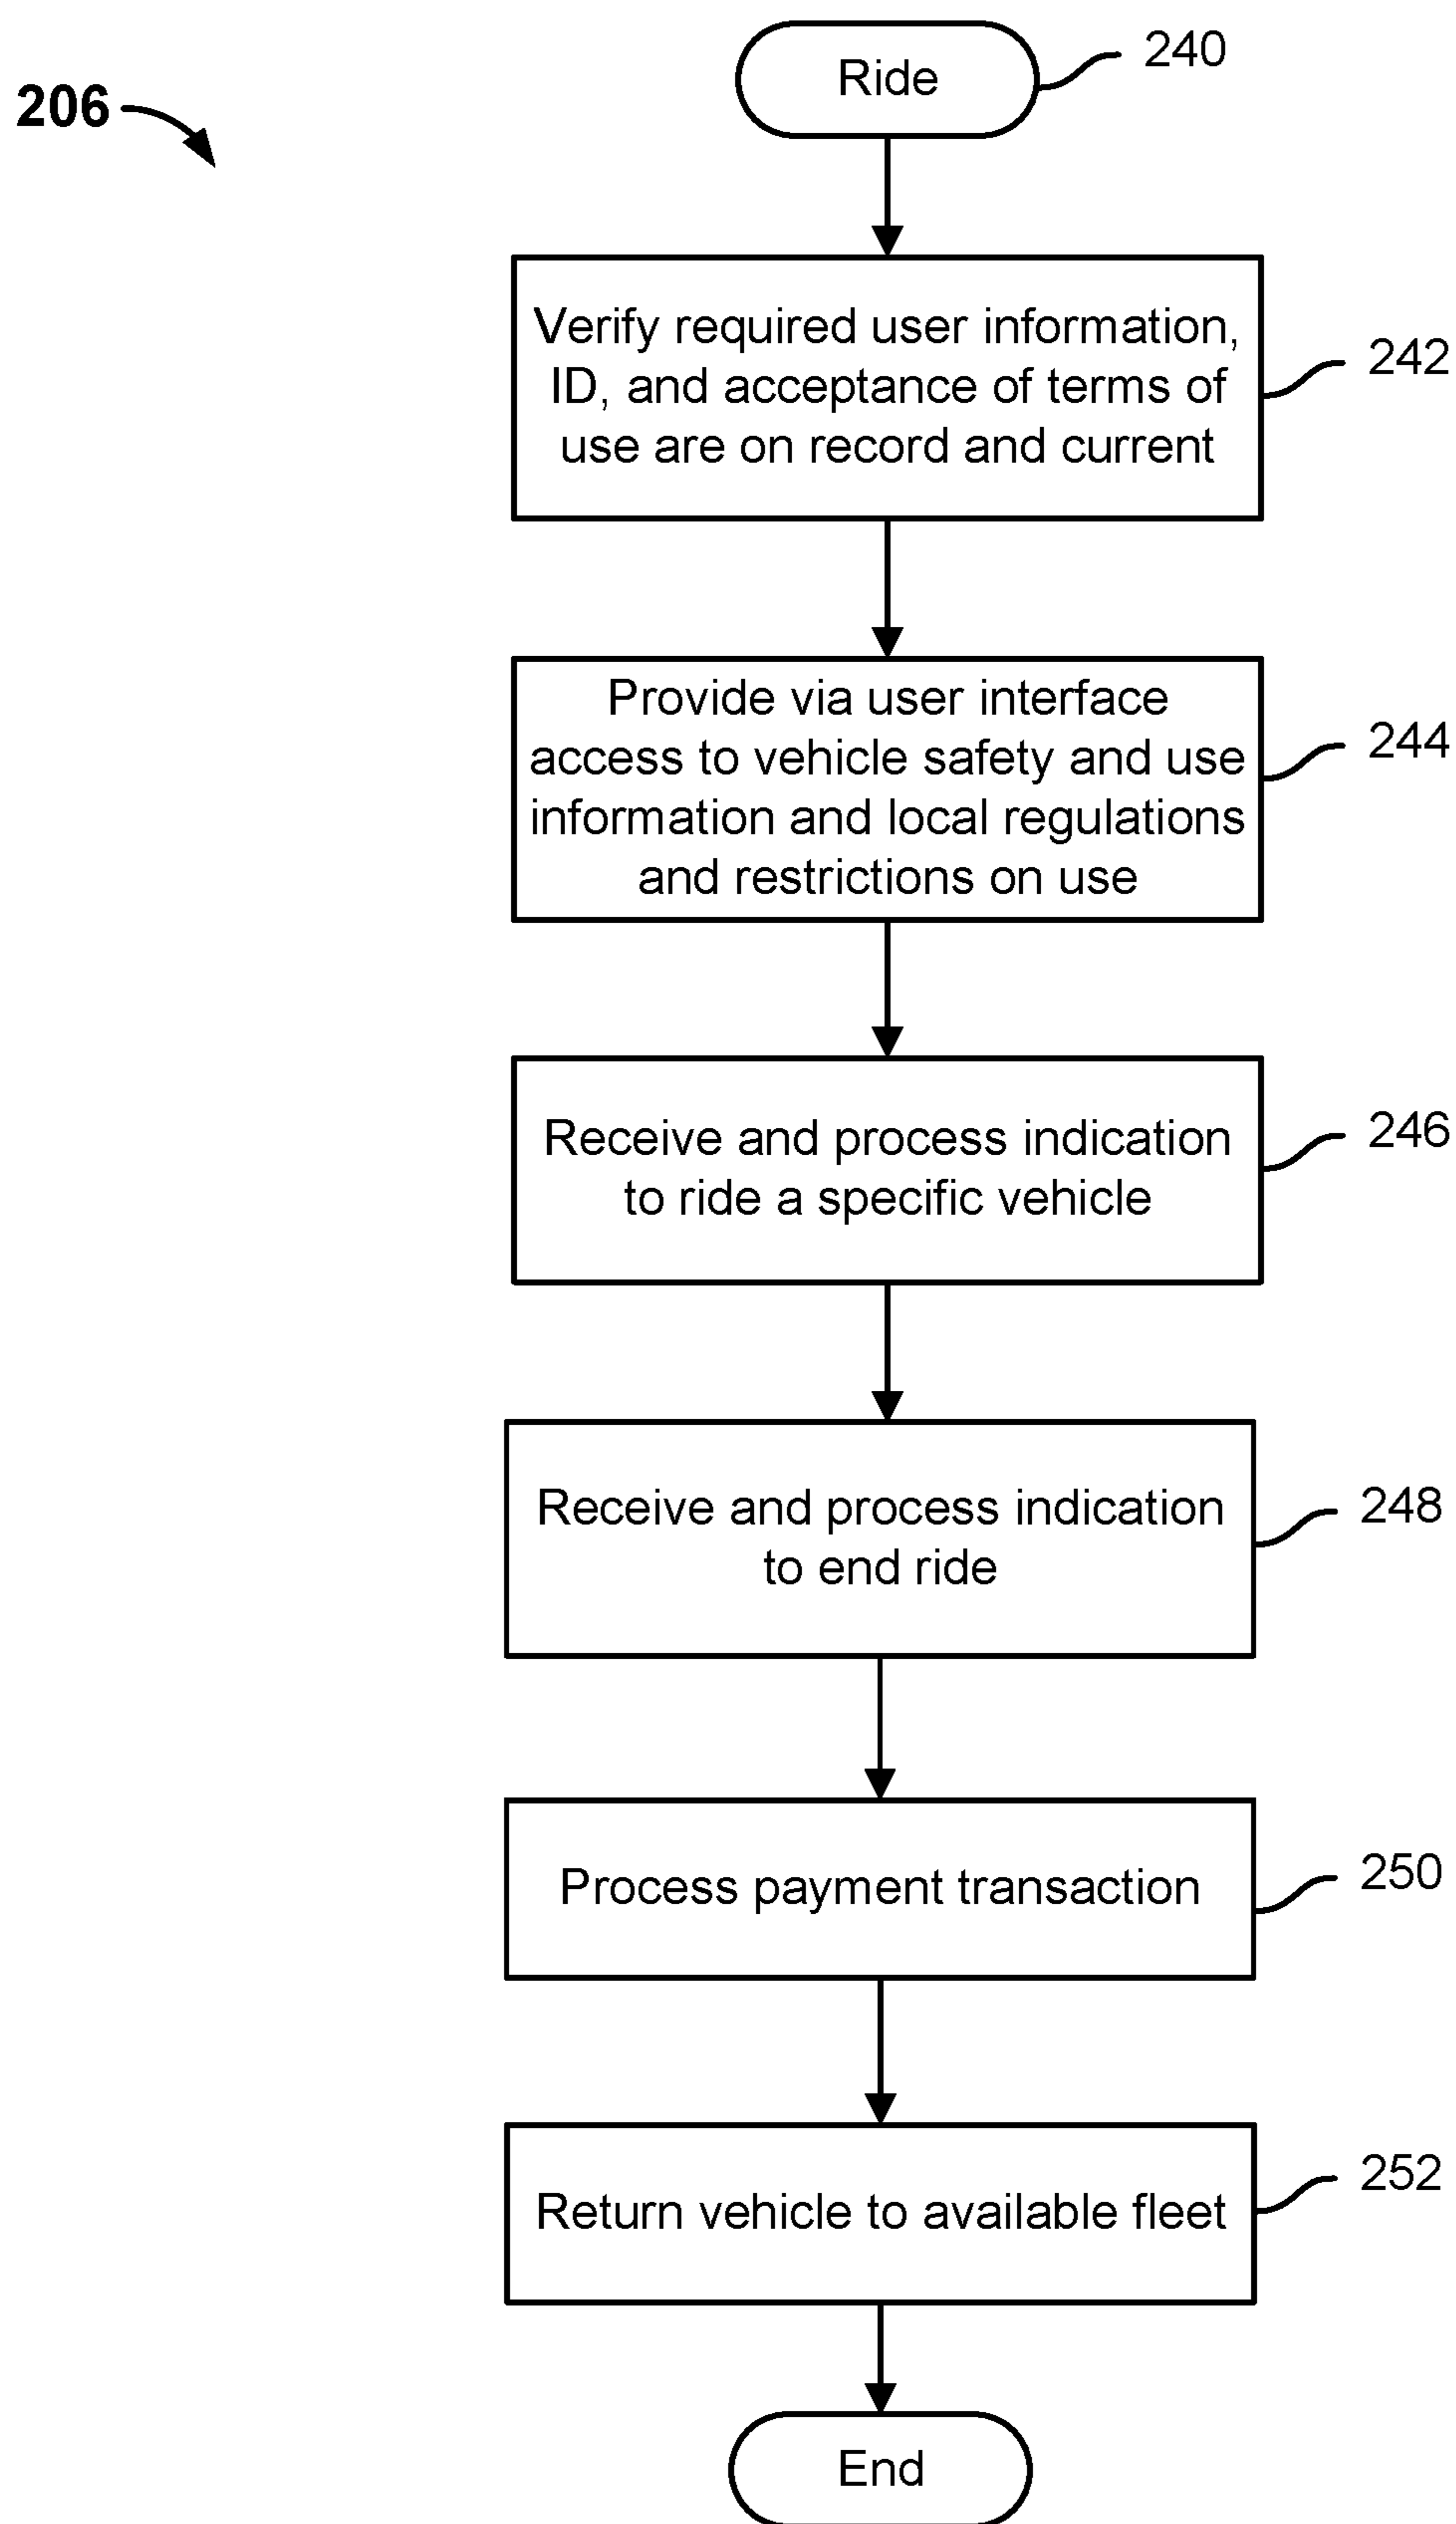 206
Ride
240
Verify required user information,
ID, and acceptance of terms of
use are on record and current
242
Provide via user interface
access to vehicle safety and use
information and local regulations
and restrictions on use
244
Receive and process indication
to ride a specific vehicle
246
Receive and process indication
to end ride
248
Process payment transaction
250
Return vehicle to available fleet
252
End